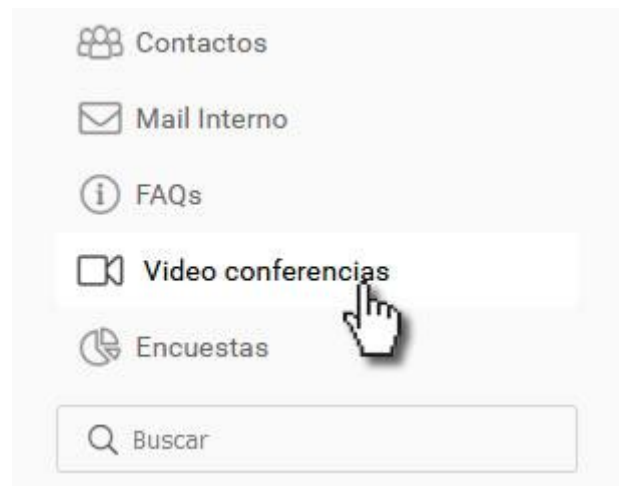 Contactos
Mail Interno
FAQs
Video conferencias
Encuestas
Buscar